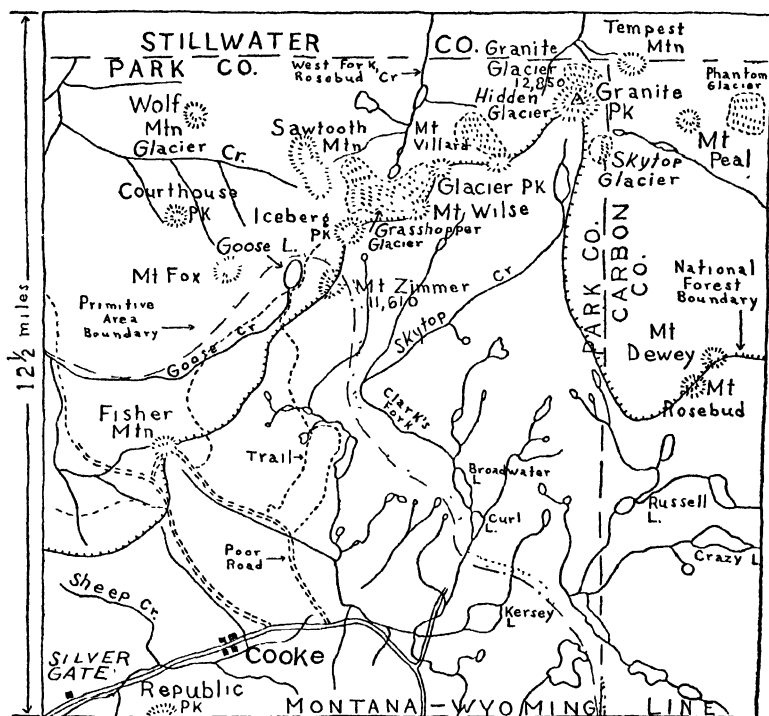 STILLWATER CO.
PARK CO.
West Fork,
Rosebud Cr
Granite
Glacier
12,850
Hidden
Glacier
Tempest
Mtn
Granite
PK
Phantom
Glacier
Mt
Peal
Skytop
Glacier
Wolf
Mtn
Glacier Cr.
Sawtooth
Mtn
Mt
Villard
Courthouse
PK
Iceberg
PK
Glacier PK
Mt Wilse
Grasshopper
Glacier
Goose L.
Mt Fox
Mt Zimmer
11,610
Primitive
Area
Boundary
Goose Cr
Skytop Cr
PARK CO.
CARBON
CO.
National
Forest
Boundary
Mt
Dewey
Mt
Rosebud
12½ miles
Fisher
Mtn
Clark's
Fork
Trail
Broadwater
L
Curl
L.
Russell
L.
Crazy L
Poor
Road
Kersey
L
Sheep Cr.
SILVER
GATE
Cooke
Republic
PK
MONTANA-WYOMING LINE